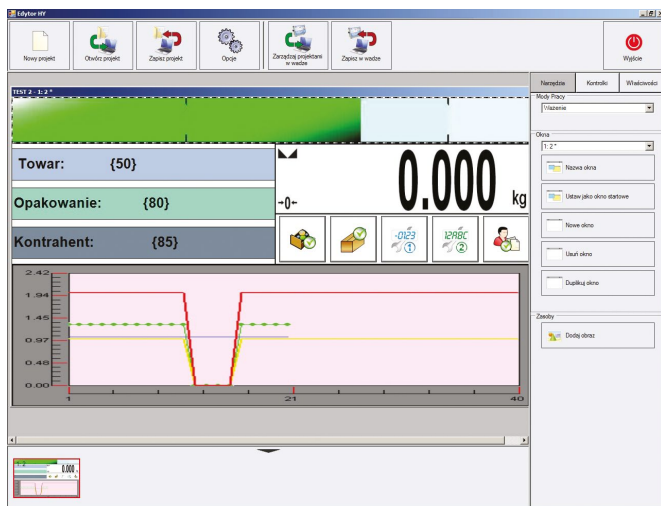 Edytor HY
Nowy projekt
Otwórz projekt
Zapisz projekt
Opcje
Zarządzaj projektami w wadze
Zapisz w wadze
Wyjście
TEST 2 - 1: 2 *
Towar: {50}
Opakowanie: {80}
Kontrahent: {85}
→0←
0.000 kg
-0123
1
12ABC
2
2.42
1.94
1.45
0.97
0.48
0.00
1
21
40
Narzędzia
Kontrolki
Właściwości
Mody Pracy
Ważenie
Okna
1: 2 *
Nazwa okna
Ustaw jako okno startowe
Nowe okno
Usuń okno
Duplikuj okno
Zasoby
Dodaj obraz
1: 2
0.000